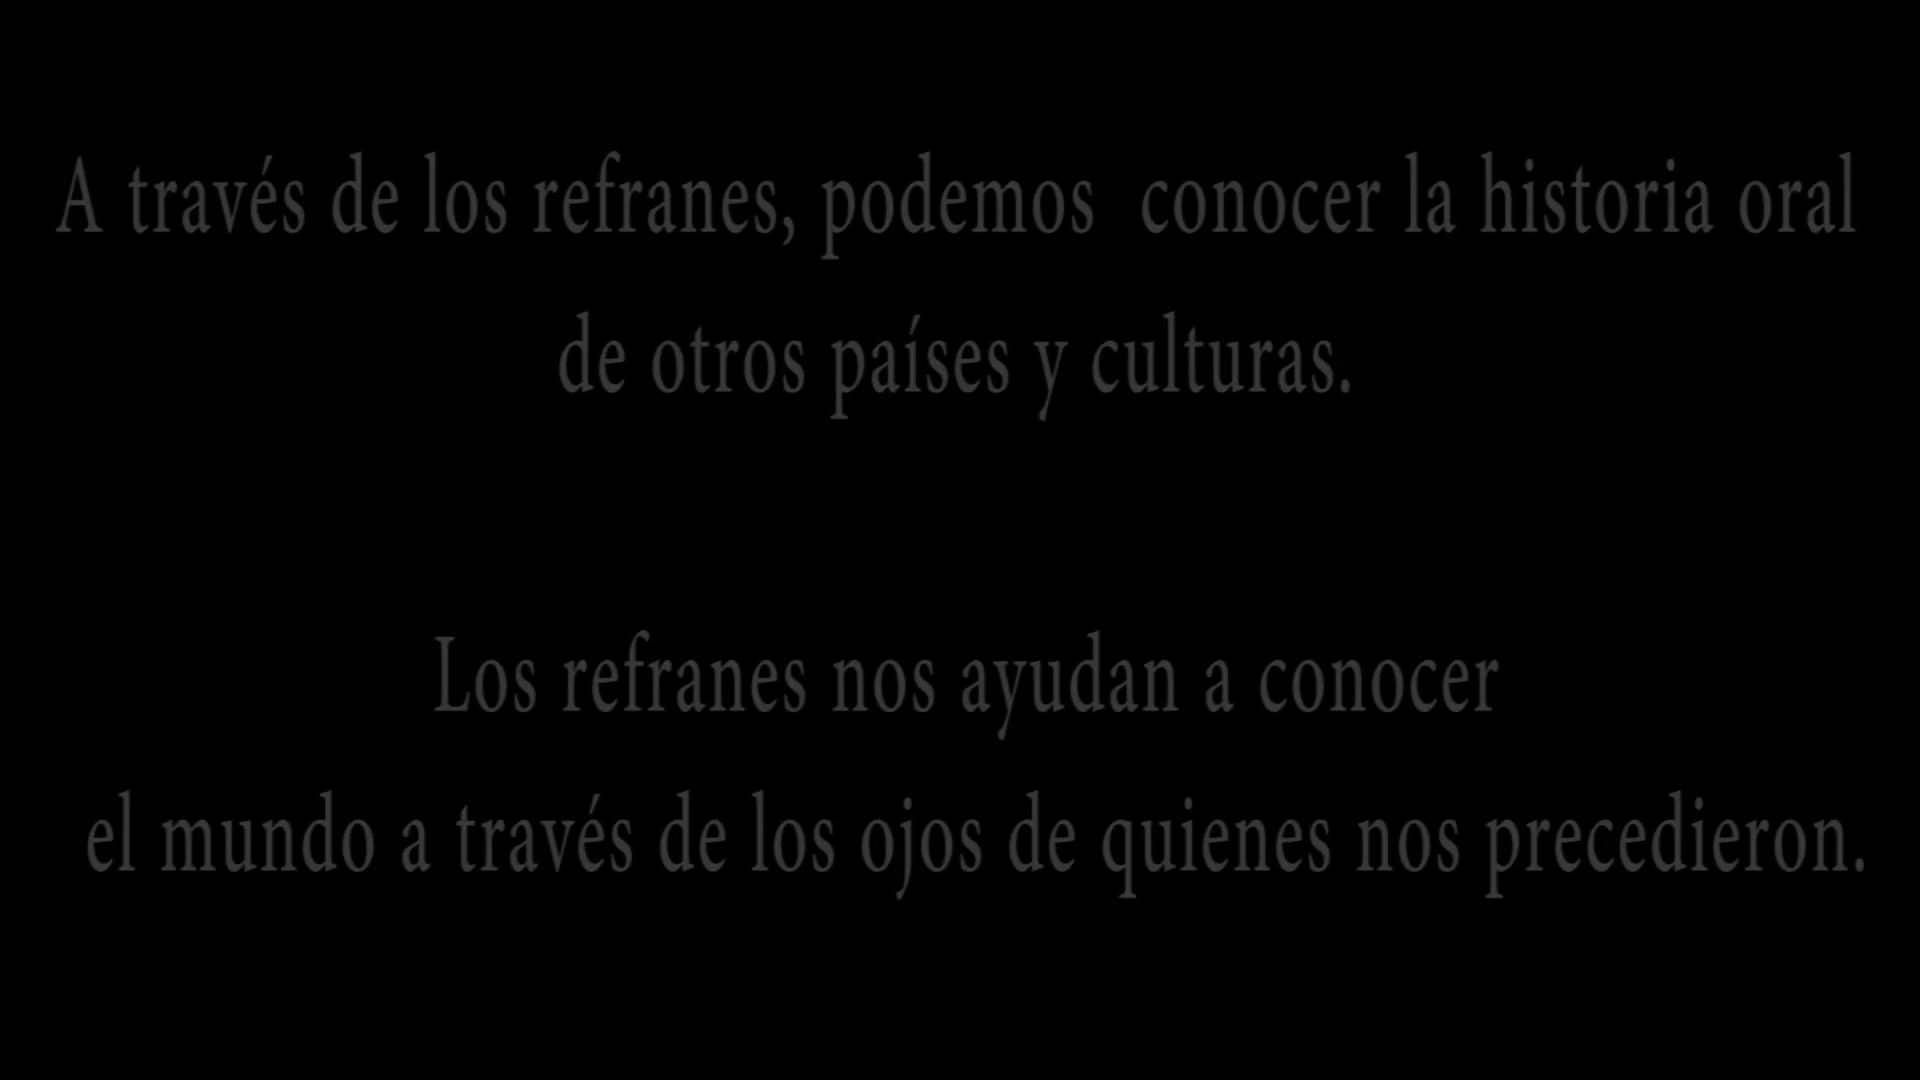 A través de los refranes, podemos  conocer la historia oral
de otros países y culturas.
Los refranes nos ayudan a conocer
el mundo a través de los ojos de quienes nos precedieron.